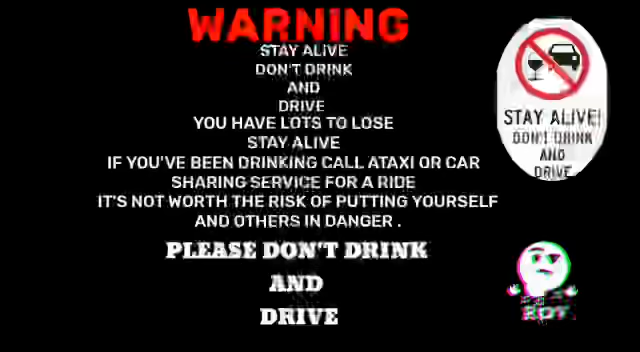 WARNING
STAY ALIVE
DON'T DRINK
AND
DRIVE
YOU HAVE LOTS TO LOSE
STAY ALIVE
IF YOU'VE BEEN DRINKING CALL ATAXI OR CAR
SHARING SERVICE FOR A RIDE
IT'S NOT WORTH THE RISK OF PUTTING YOURSELF
AND OTHERS IN DANGER .
PLEASE DON'T DRINK
AND
DRIVE
STAY ALIVE!
DON'T DRINK
AND
DRIVE